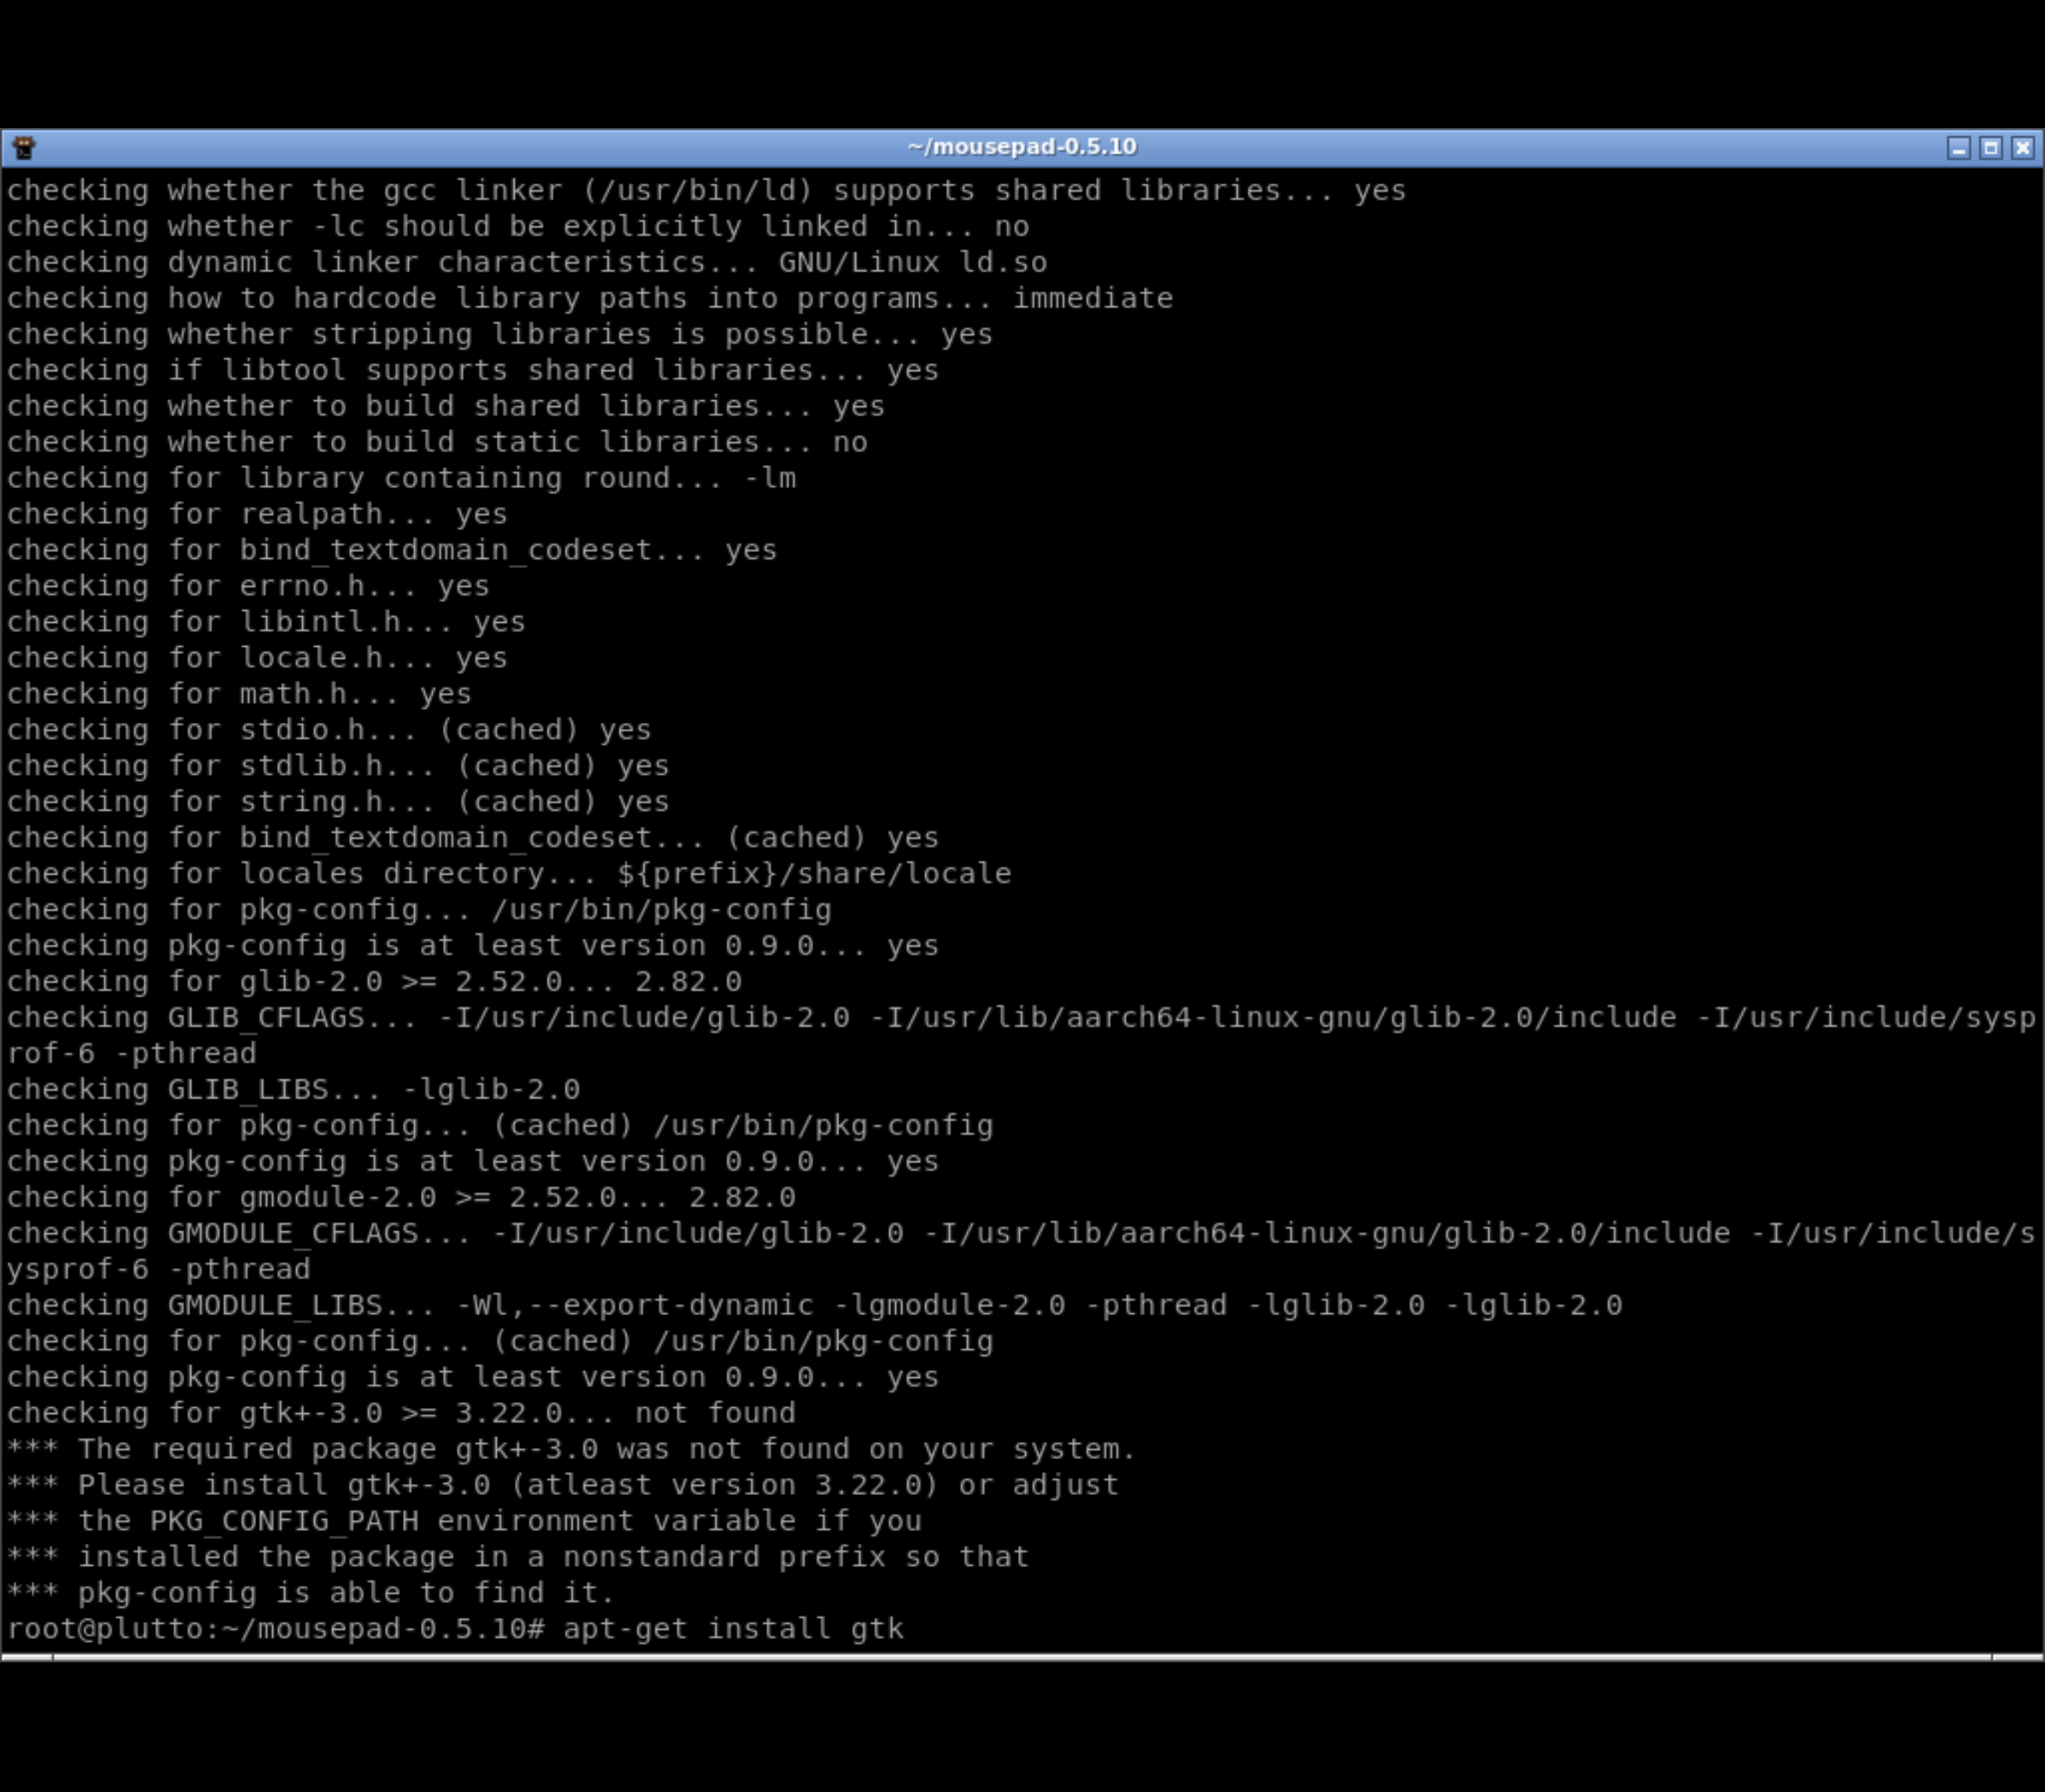 ~/mousepad-0.5.10
checking whether the gcc linker (/usr/bin/ld) supports shared libraries... yes
checking whether -lc should be explicitly linked in... no
checking dynamic linker characteristics... GNU/Linux ld.so
checking how to hardcode library paths into programs... immediate
checking whether stripping libraries is possible... yes
checking if libtool supports shared libraries... yes
checking whether to build shared libraries... yes
checking whether to build static libraries... no
checking for library containing round... -lm
checking for realpath... yes
checking for bind_textdomain_codeset... yes
checking for errno.h... yes
checking for libintl.h... yes
checking for locale.h... yes
checking for math.h... yes
checking for stdio.h... (cached) yes
checking for stdlib.h... (cached) yes
checking for string.h... (cached) yes
checking for bind_textdomain_codeset... (cached) yes
checking for locales directory... ${prefix}/share/locale
checking for pkg-config... /usr/bin/pkg-config
checking pkg-config is at least version 0.9.0... yes
checking for glib-2.0 >= 2.52.0... 2.82.0
checking GLIB_CFLAGS... -I/usr/include/glib-2.0 -I/usr/lib/aarch64-linux-gnu/glib-2.0/include -I/usr/include/sysp
rof-6 -pthread
checking GLIB_LIBS... -lglib-2.0
checking for pkg-config... (cached) /usr/bin/pkg-config
checking pkg-config is at least version 0.9.0... yes
checking for gmodule-2.0 >= 2.52.0... 2.82.0
checking GMODULE_CFLAGS... -I/usr/include/glib-2.0 -I/usr/lib/aarch64-linux-gnu/glib-2.0/include -I/usr/include/s
ysprof-6 -pthread
checking GMODULE_LIBS... -Wl,--export-dynamic -lgmodule-2.0 -pthread -lglib-2.0 -lglib-2.0
checking for pkg-config... (cached) /usr/bin/pkg-config
checking pkg-config is at least version 0.9.0... yes
checking for gtk+-3.0 >= 3.22.0... not found
*** The required package gtk+-3.0 was not found on your system.
*** Please install gtk+-3.0 (atleast version 3.22.0) or adjust
*** the PKG_CONFIG_PATH environment variable if you
*** installed the package in a nonstandard prefix so that
*** pkg-config is able to find it.
root@plutto:~/mousepad-0.5.10# apt-get install gtk